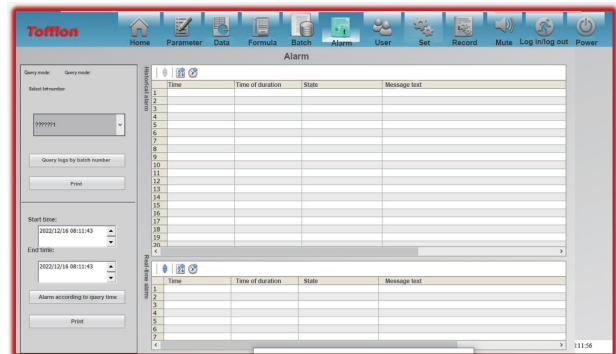 Tofflon
Home Parameter Data Formula Batch Alarm User Set Record Mute Log in/log out Power
Alarm
Query mode: Query mode:
Select lot-number
??????1
Query logs by batch number
Print
Start time:
2022/12/16 08:11:43
End time:
2022/12/16 08:11:43
Alarm according to query time
Print
Historical alarm
Time Time of duration State Message text
1
2
3
4
5
6
7
8
9
10
11
12
13
14
15
16
17
18
19
20
Real-time alarm
Time Time of duration State Message text
1
2
3
4
5
6
7
:11:56